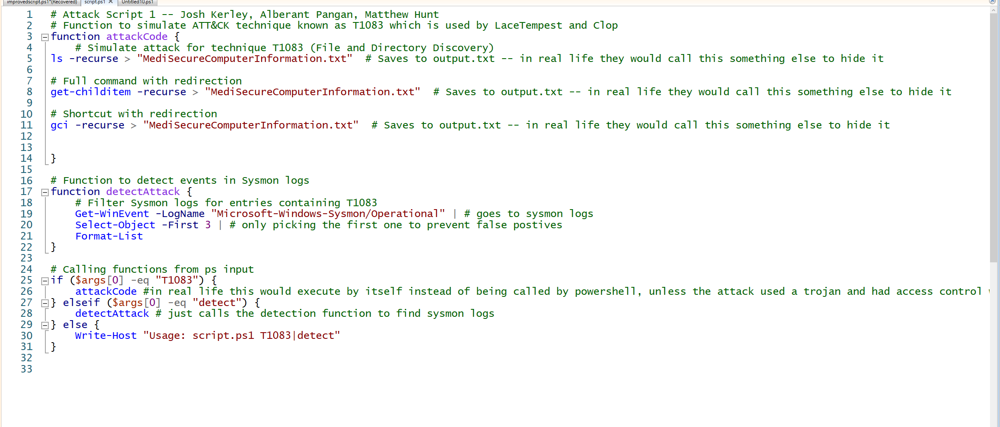 improvedscript.ps1*(Recovered) script.ps1 X Untitled10.ps1
1 # Attack Script 1 -- Josh Kerley, Alberant Pangan, Matthew Hunt
2 # Function to simulate ATT&CK technique known as T1083 which is used by LaceTempest and Clop
3 function attackCode {
4 # Simulate attack for technique T1083 (File and Directory Discovery)
5 ls -recurse > "MediSecureComputerInformation.txt" # Saves to output.txt -- in real life they would call this something else to hide it
6
7 # Full command with redirection
8 get-childitem -recurse > "MediSecureComputerInformation.txt" # Saves to output.txt -- in real life they would call this something else to hide it
9
10 # Shortcut with redirection
11 gci -recurse > "MediSecureComputerInformation.txt" # Saves to output.txt -- in real life they would call this something else to hide it
12
13
14 }
15
16 # Function to detect events in Sysmon logs
17 function detectAttack {
18 # Filter Sysmon logs for entries containing T1083
19 Get-WinEvent -LogName "Microsoft-Windows-Sysmon/Operational" | # goes to sysmon logs
20 Select-Object -First 3 | # only picking the first one to prevent false postives
21 Format-List
22 }
23
24 # Calling functions from ps input
25 if ($args[0] -eq "T1083") {
26 attackCode #in real life this would execute by itself instead of being called by powershell, unless the attack used a trojan and had access control
27 } elseif ($args[0] -eq "detect") {
28 detectAttack # just calls the detection function to find sysmon logs
29 } else {
30 Write-Host "Usage: script.ps1 T1083|detect"
31 }
32
33